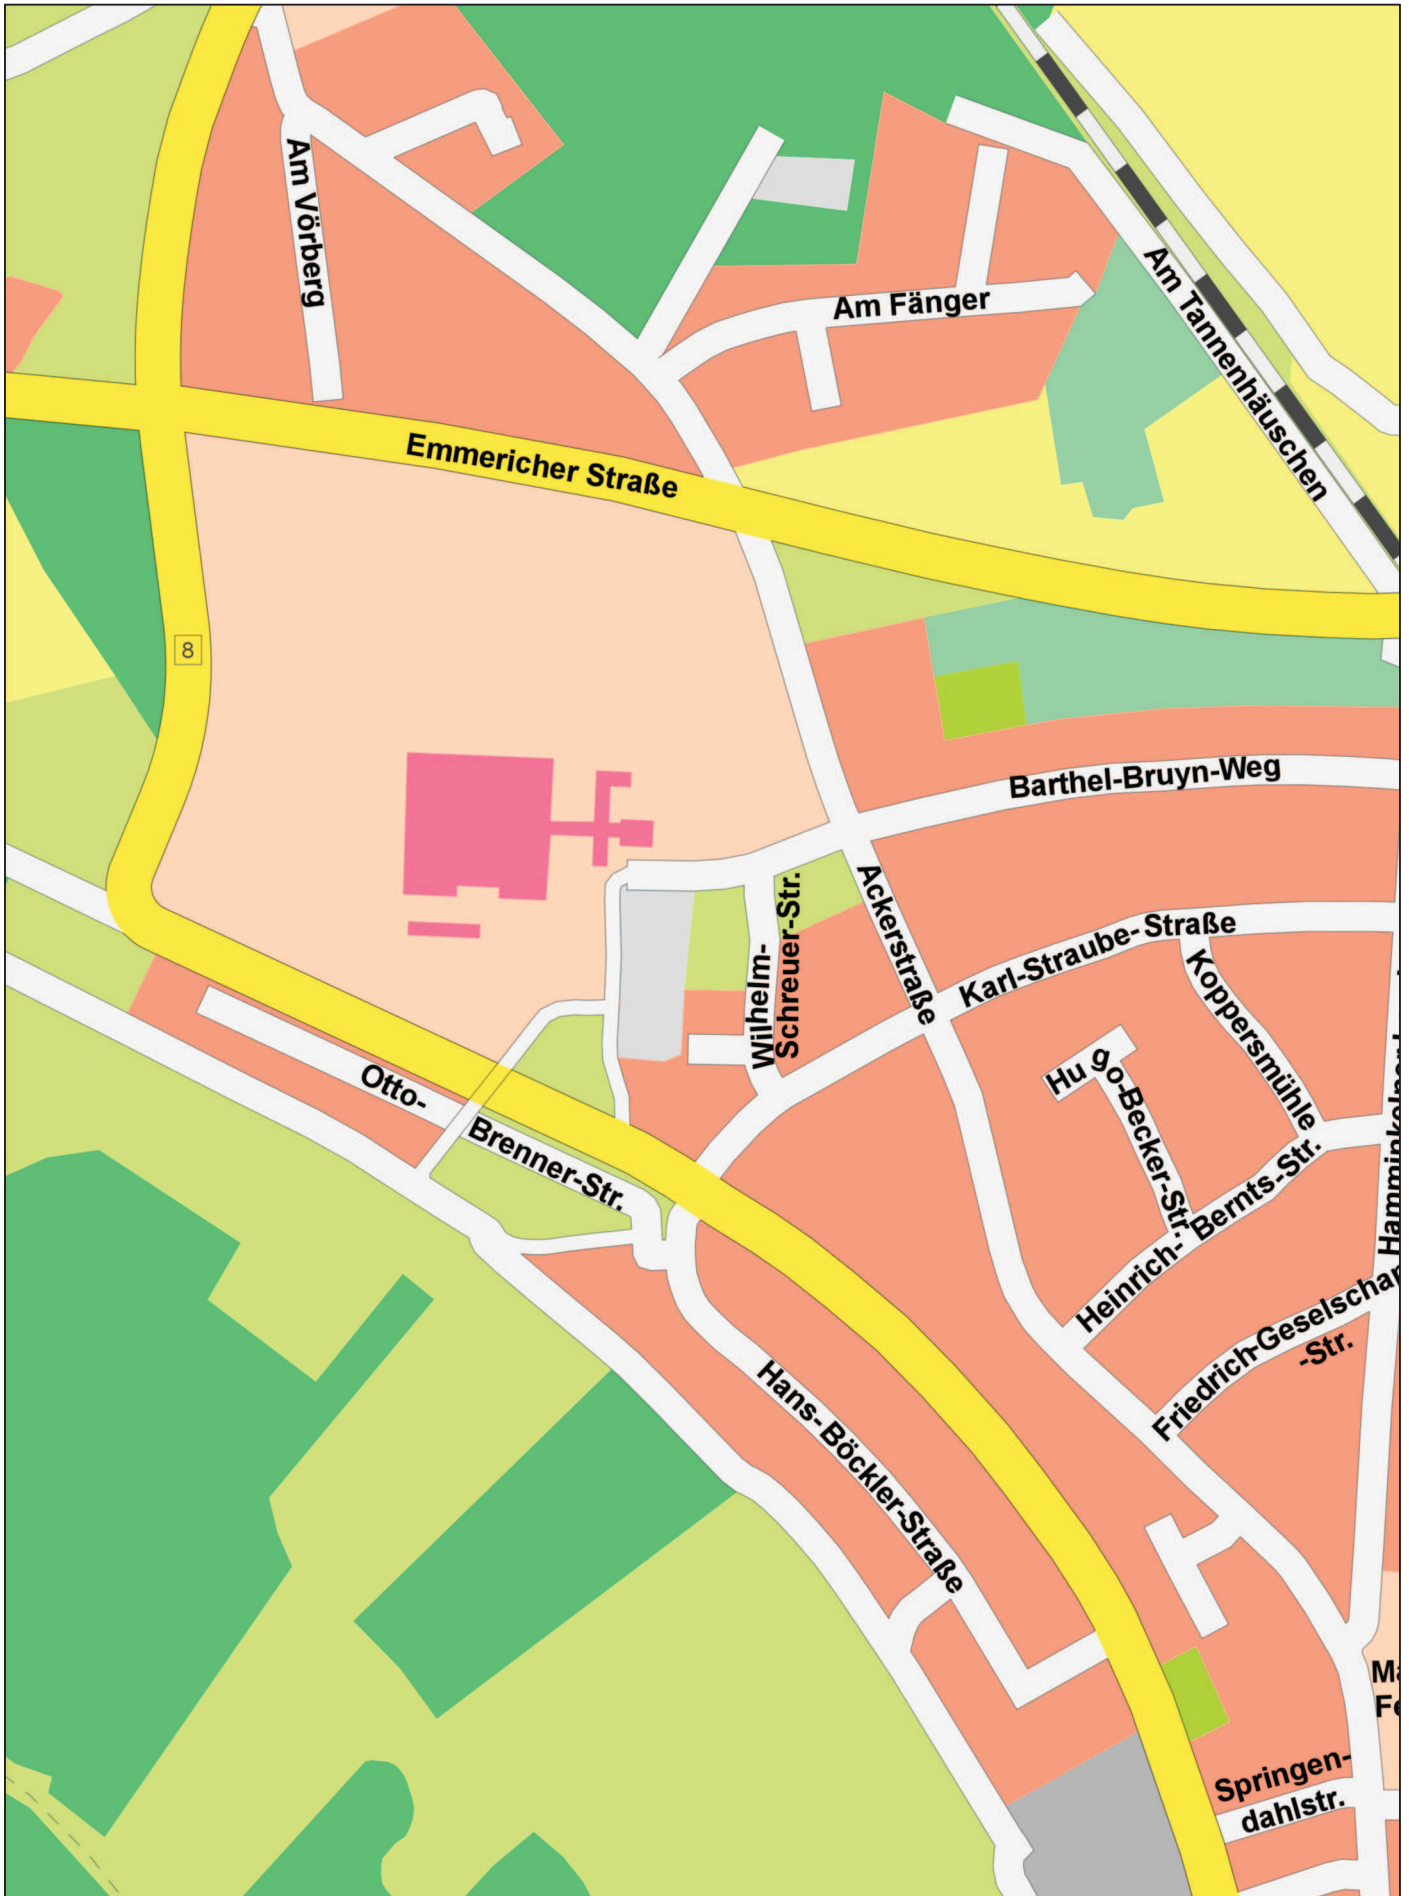 Am Vörberg
Am Fänger
Am Tannenhäuschen
Emmericher Straße
8
Barthel-Bruyn-Weg
Ackerstraße
Wilhelm-
Schreuer-Str.
Karl-Straube-Straße
Koppersmühle
Hugo-Becker-Str.
Otto-
Brenner-Str.
Heinrich-Bernts-Str.
Friedrich-Geselschap
-Str.
Hans-Böckler-Straße
Springen-
dahlstr.